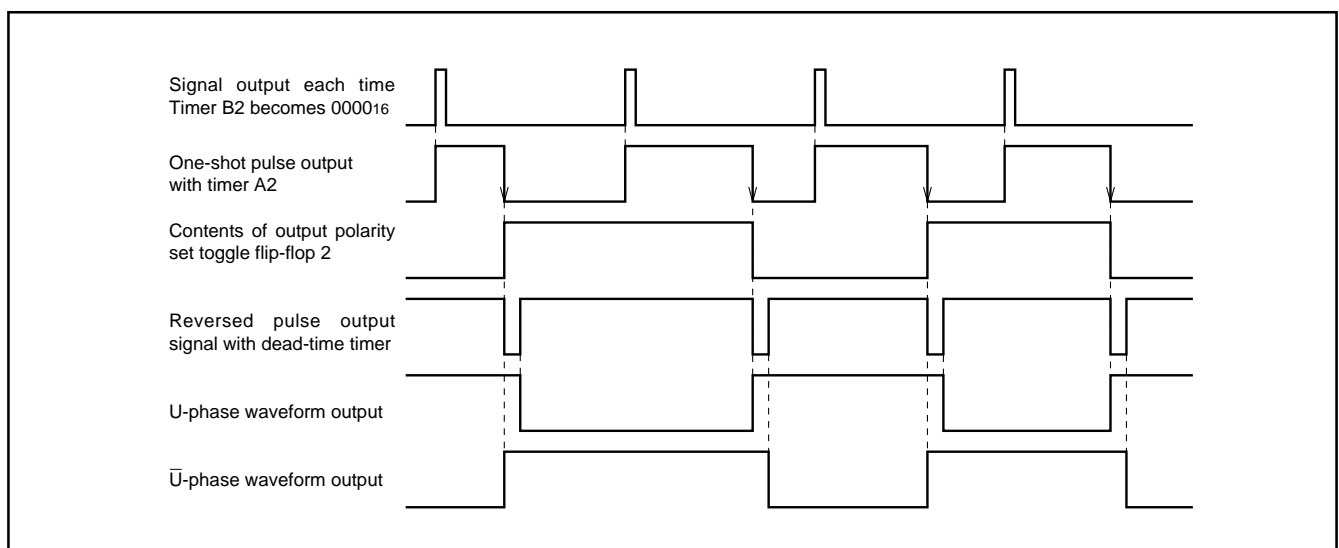 Signal output each time
Timer B2 becomes 000016
One-shot pulse output
with timer A2
Contents of output polarity
set toggle flip-flop 2
Reversed pulse output
signal with dead-time timer
U-phase waveform output
U̅-phase waveform output